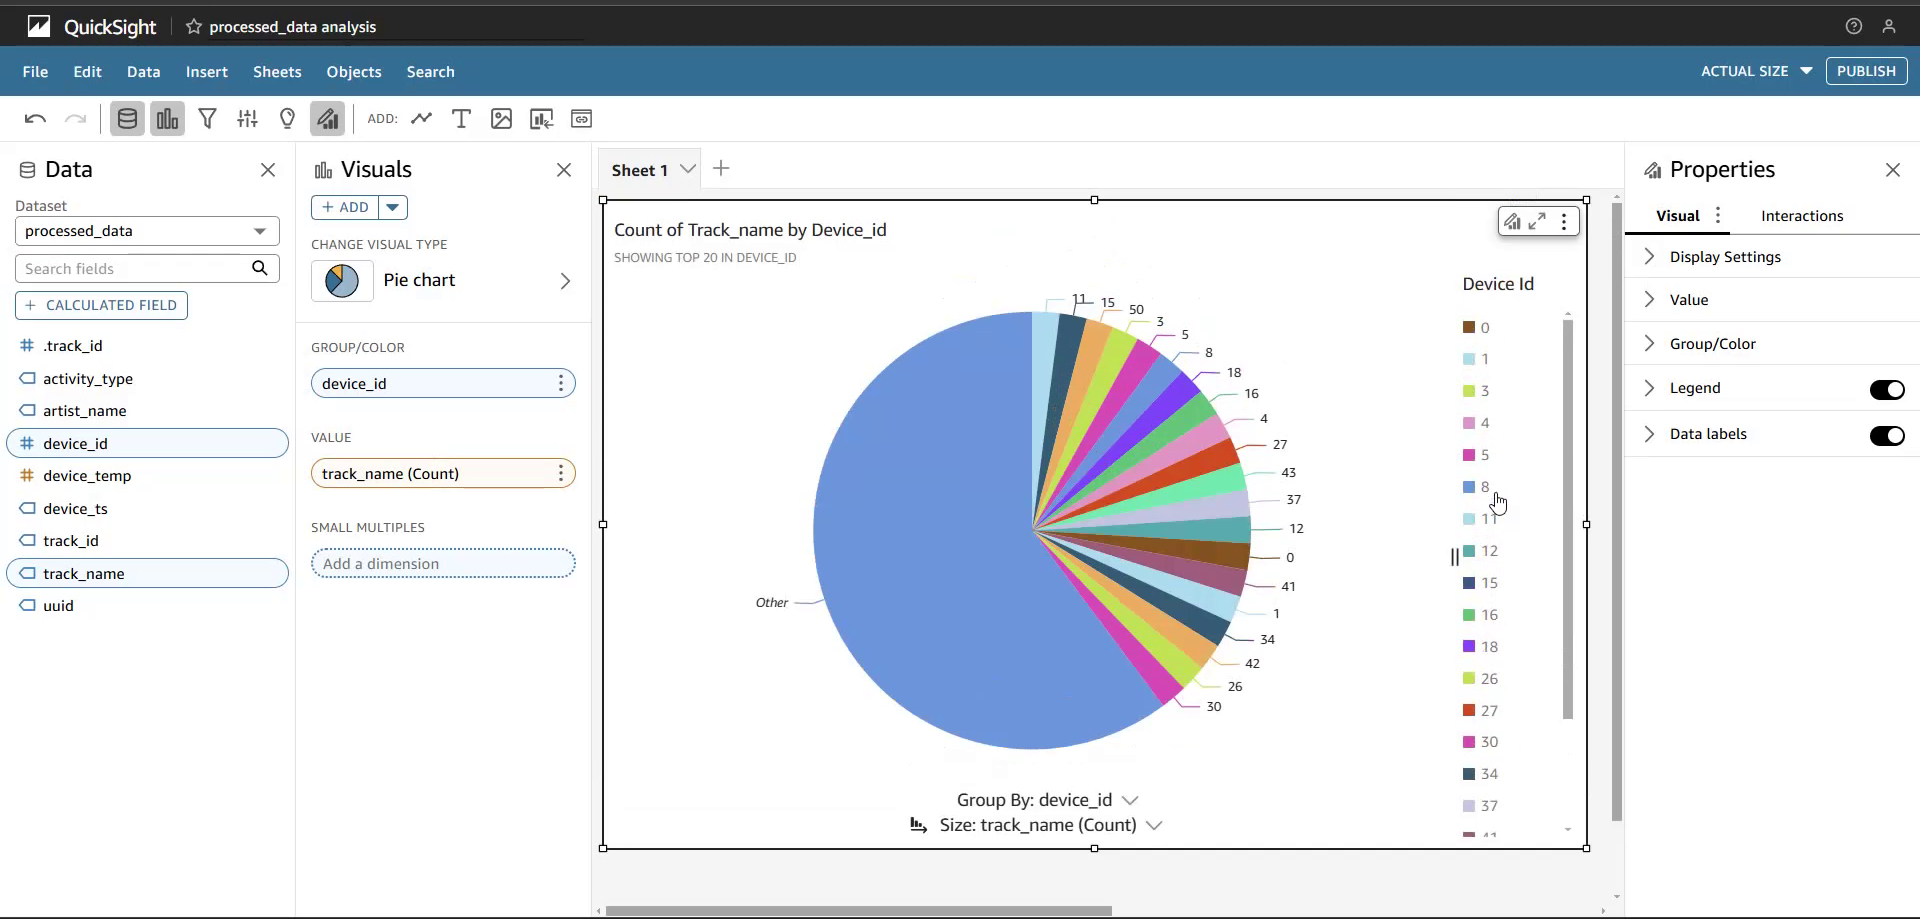 QuickSight
processed_data analysis
File Edit Data Insert Sheets Objects Search
ACTUAL SIZE
PUBLISH
ADD:
Data
Dataset
processed_data
Search fields
+ CALCULATED FIELD
.track_id
activity_type
artist_name
device_id
device_temp
device_ts
track_id
track_name
uuid
Visuals
+ ADD
CHANGE VISUAL TYPE
Pie chart
GROUP/COLOR
device_id
VALUE
track_name (Count)
SMALL MULTIPLES
Add a dimension
Sheet 1
Count of Track_name by Device_id
SHOWING TOP 20 IN DEVICE_ID
11
15
50
3
5
8
18
16
4
27
43
37
12
0
41
1
34
42
26
30
Other
Group By: device_id
Size: track_name (Count)
Device Id
0
1
3
4
5
8
11
12
15
16
18
26
27
30
34
37
41
Properties
Visual
Interactions
Display Settings
Value
Group/Color
Legend
Data labels